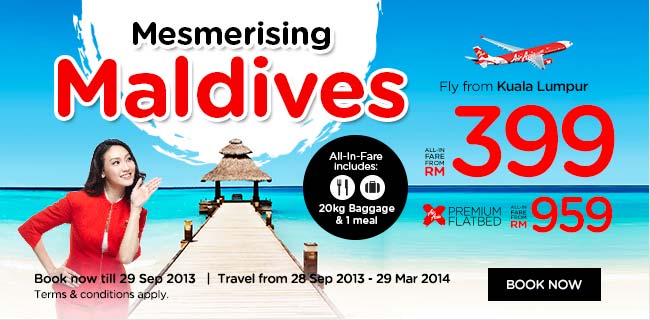 Mesmerising
Maldives
AirAsia
Fly from Kuala Lumpur
ALL-IN
FARE
FROM
RM
399
All-In-Fare
includes:
20kg Baggage
& 1 meal
PREMIUM
FLATBED
ALL-IN
FARE
FROM
RM
959
Book now till 29 Sep 2013 | Travel from 28 Sep 2013 - 29 Mar 2014
Terms & conditions apply.
BOOK NOW